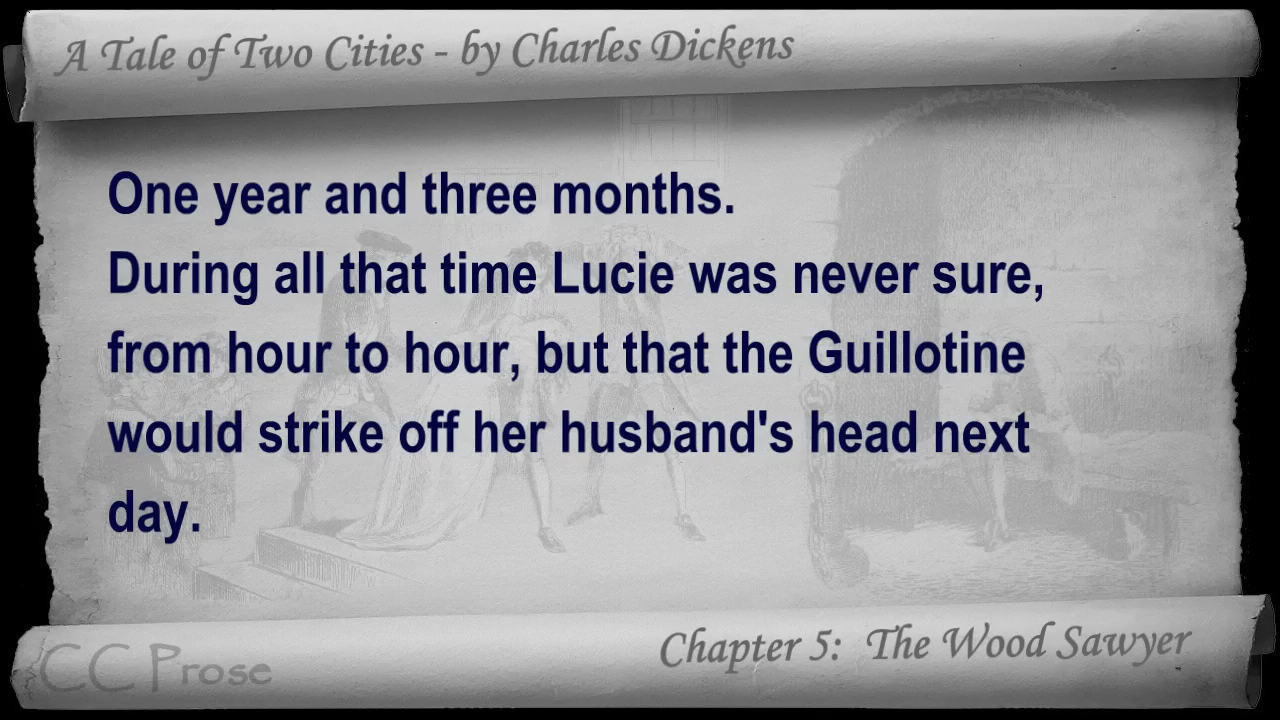 A Tale of Two Cities - by Charles Dickens
One year and three months.
During all that time Lucie was never sure,
from hour to hour, but that the Guillotine
would strike off her husband's head next
day.
Chapter 5: The Wood Sawyer
CC Prose